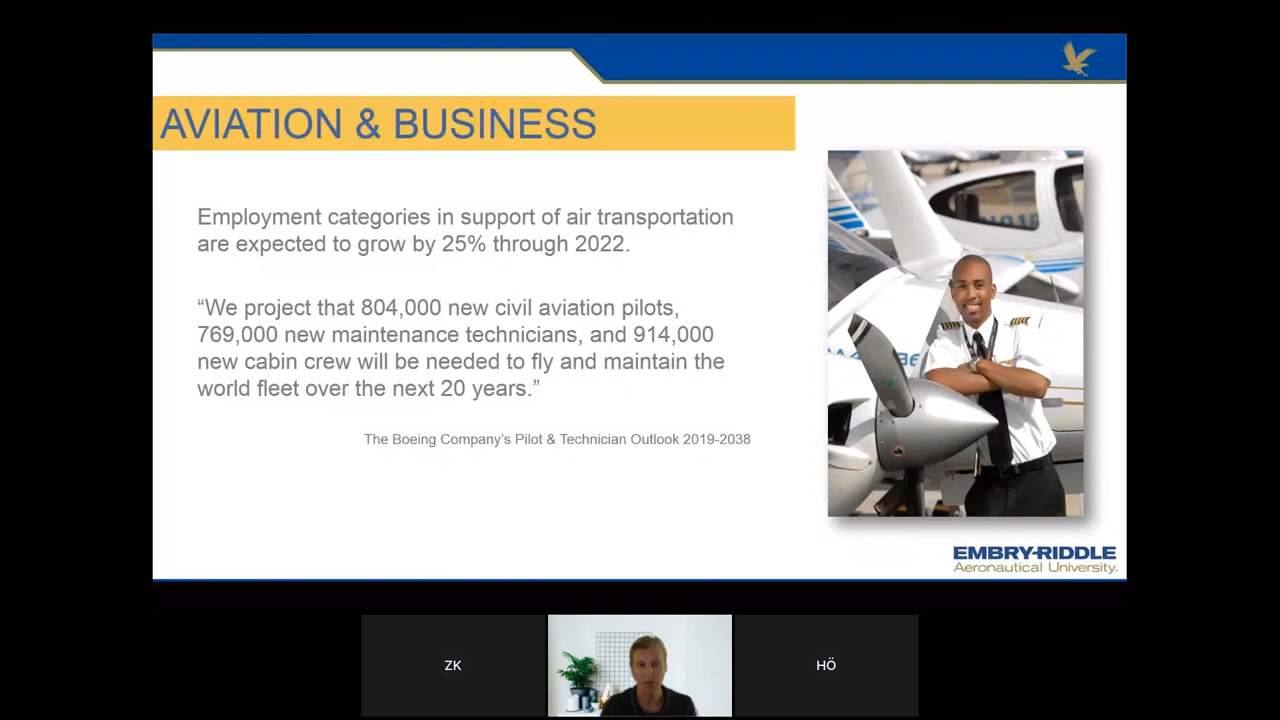 AVIATION & BUSINESS
Employment categories in support of air transportation
are expected to grow by 25% through 2022.
“We project that 804,000 new civil aviation pilots,
769,000 new maintenance technicians, and 914,000
new cabin crew will be needed to fly and maintain the
world fleet over the next 20 years.”
The Boeing Company’s Pilot & Technician Outlook 2019-2038
EMBRY-RIDDLE
Aeronautical University.
ZK
HÖ